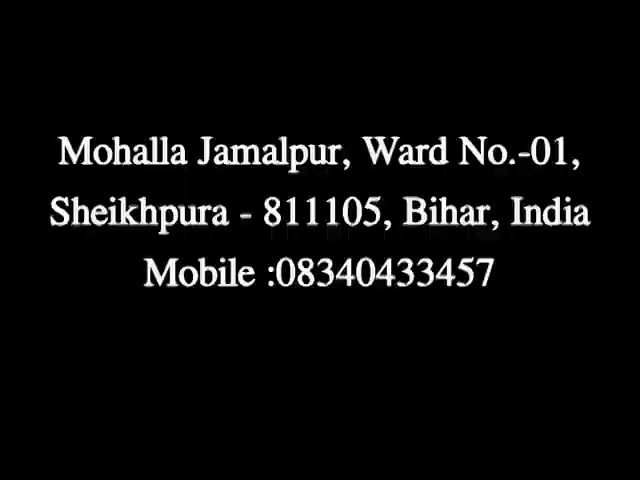 Mohalla Jamalpur, Ward No.-01,
Sheikhpura - 811105, Bihar, India
Mobile :08340433457